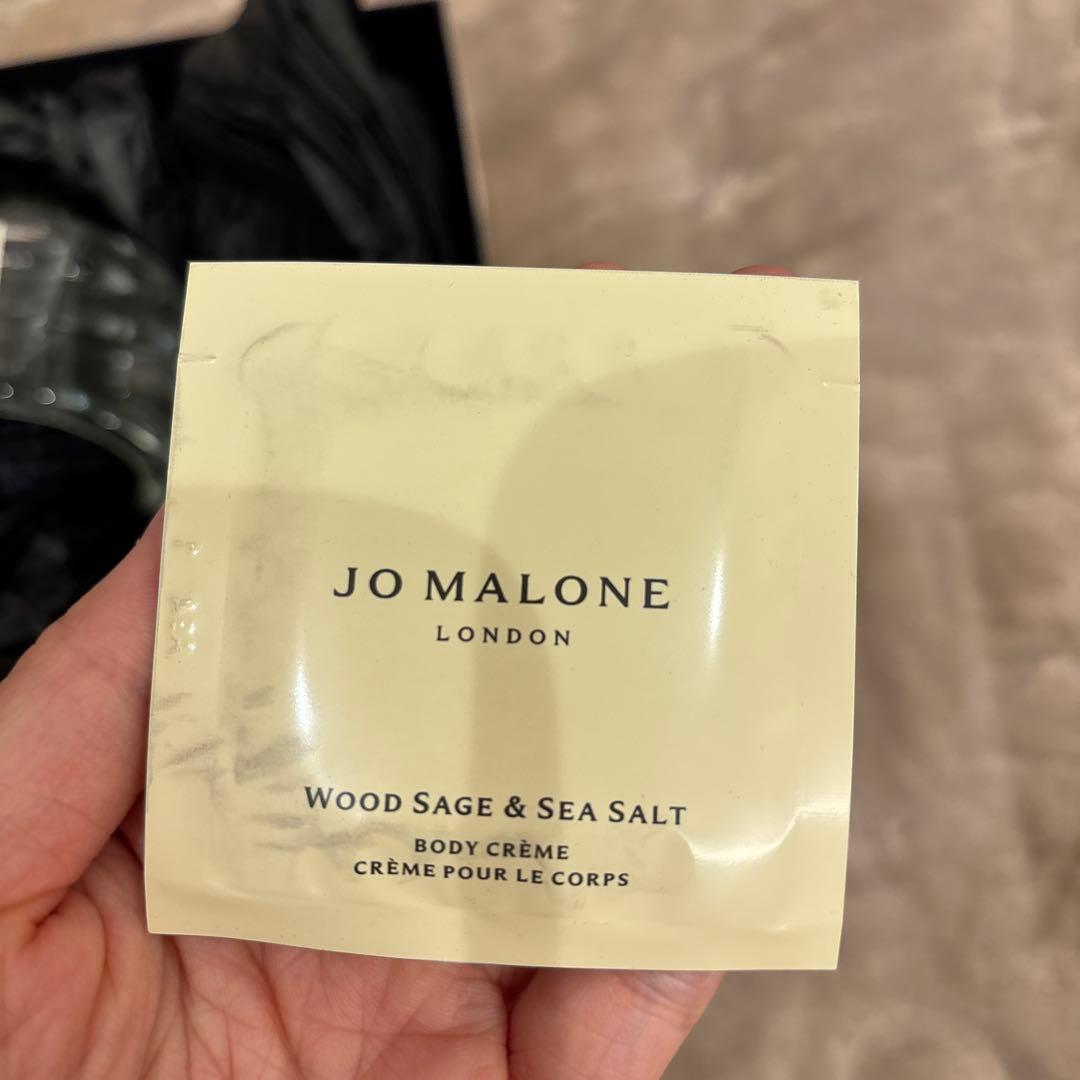 JO MALONE
LONDON
WOOD SAGE & SEA SALT
BODY CRÈME
CRÈME POUR LE CORPS